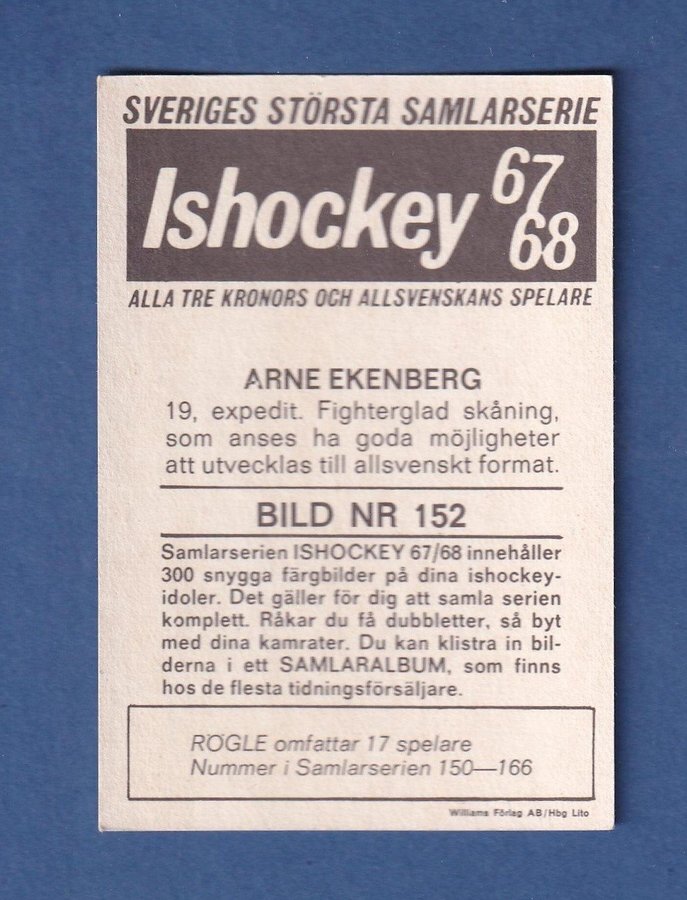 SVERIGES STÖRSTA SAMLARSERIE
Ishockey 67
68
ALLA TRE KRONORS OCH ALLSVENSKANS SPELARE
ARNE EKENBERG
19, expedit. Fighterglad skåning,
som anses ha goda möjligheter
att utvecklas till allsvenskt format.
BILD NR 152
Samlarserien ISHOCKEY 67/68 innehåller
300 snygga färgbilder på dina ishockey-
idoler. Det gäller för dig att samla serien
komplett. Råkar du få dubbletter, så byt
med dina kamrater. Du kan klistra in bil-
derna i ett SAMLARALBUM, som finns
hos de flesta tidningsförsäljare.
RÖGLE omfattar 17 spelare
Nummer i Samlarserien 150—166
Williams Förlag AB/Hbg Lito